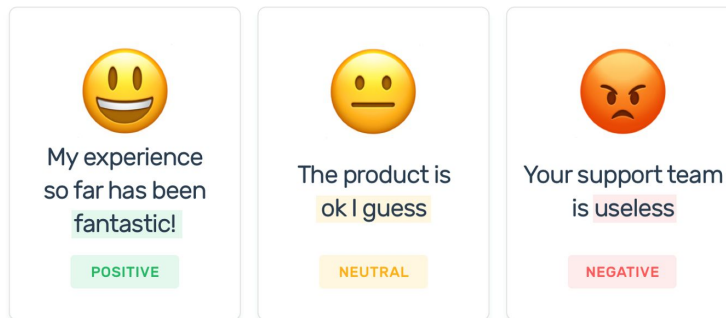 My experience
so far has been
fantastic!
POSITIVE
The product is
ok I guess
NEUTRAL
Your support team
is useless
NEGATIVE